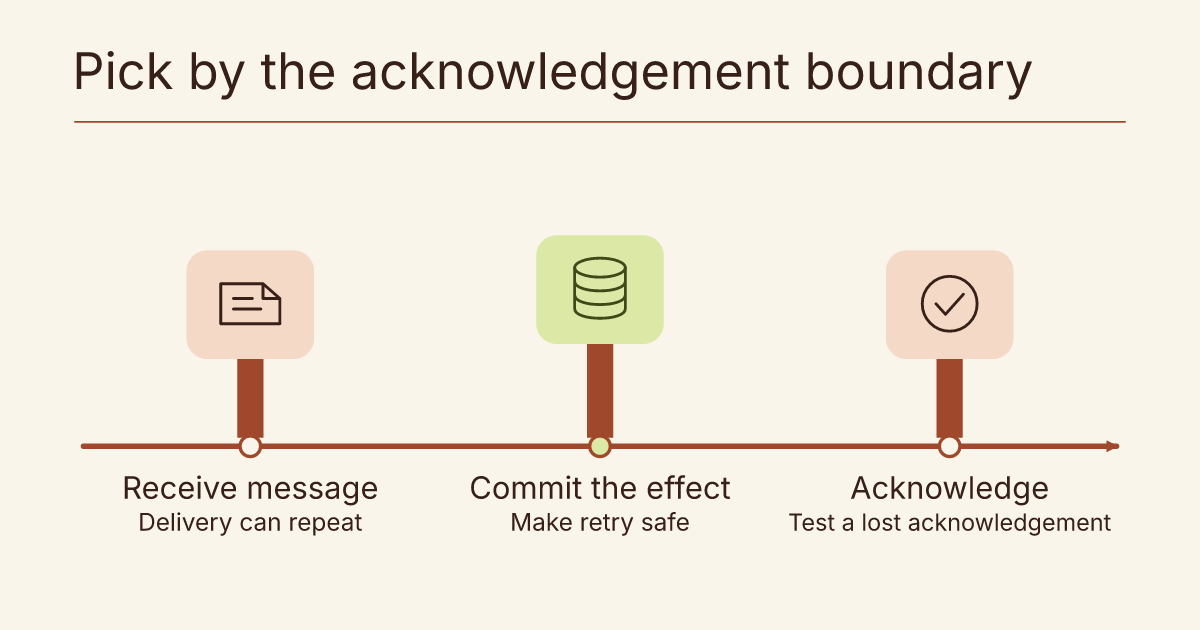 Pick by the acknowledgement boundary
Receive message
Delivery can repeat
Commit the effect
Make retry safe
Acknowledge
Test a lost acknowledgement